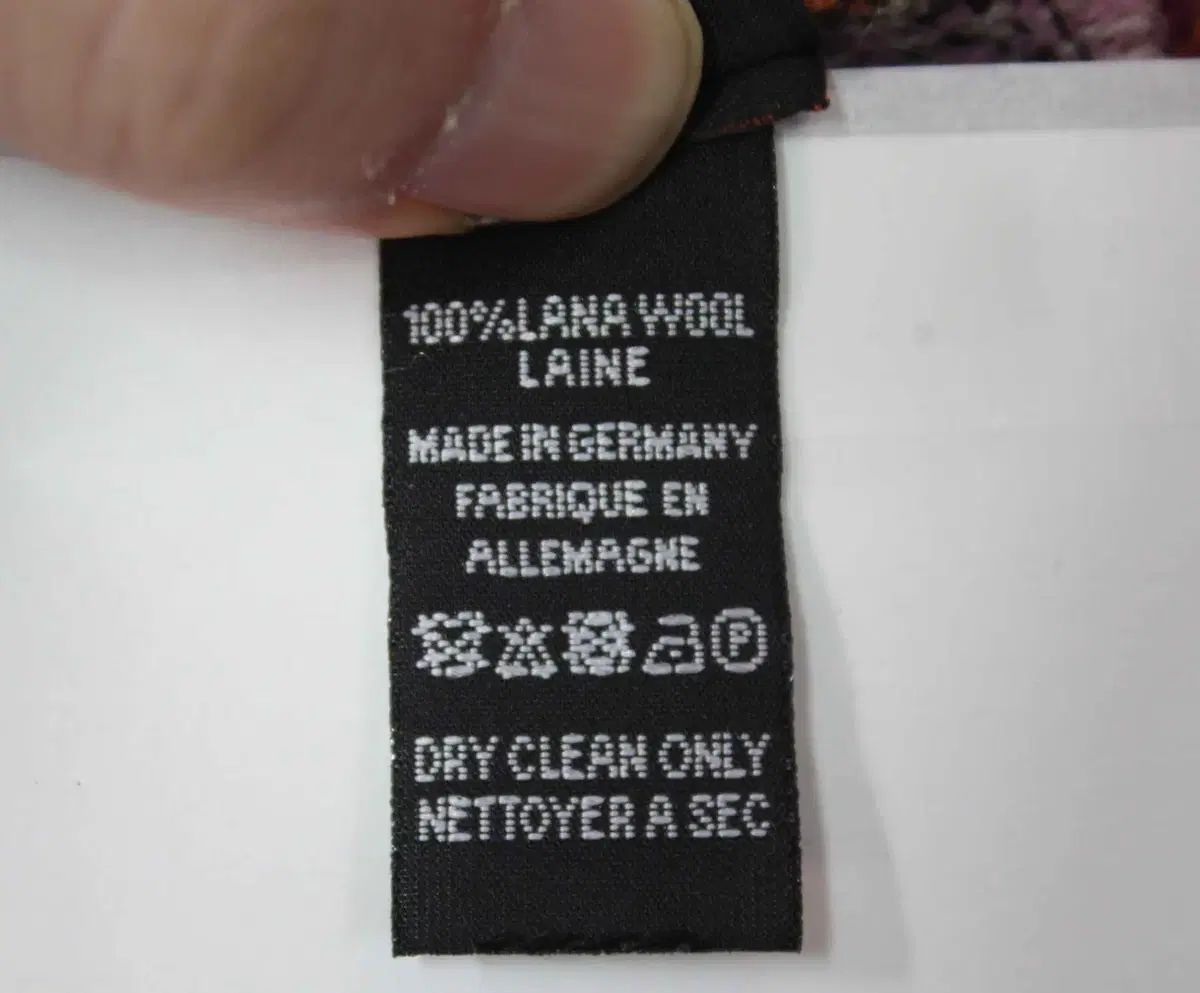 100% LANA WOOL
LAINE
MADE IN GERMANY
FABRIQUE EN
ALLEMAGNE
P
DRY CLEAN ONLY
NETTOYER A SEC